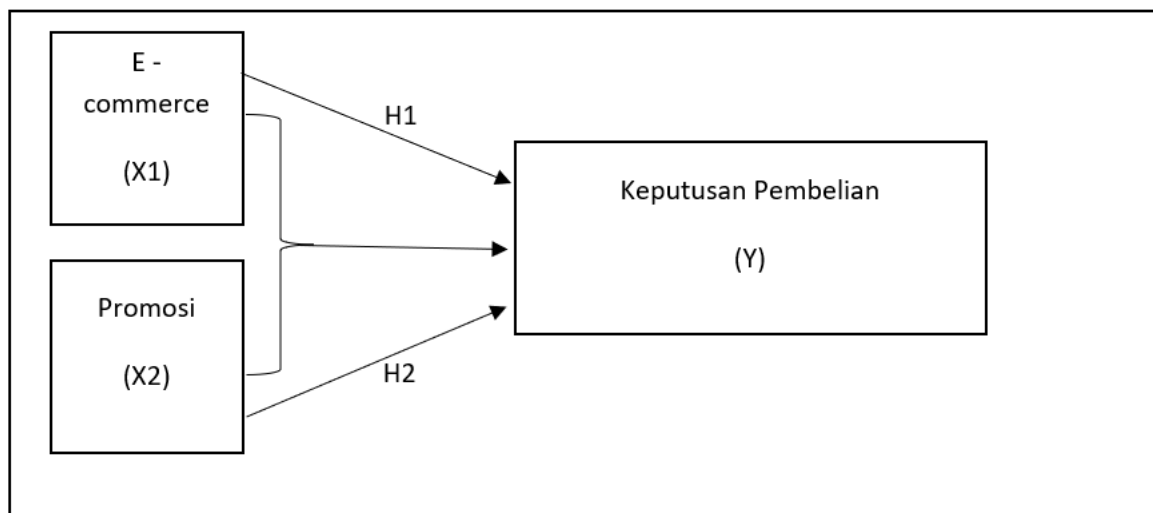 E -
commerce
(X1)
H1
Keputusan Pembelian
(Y)
Promosi
(X2)
H2